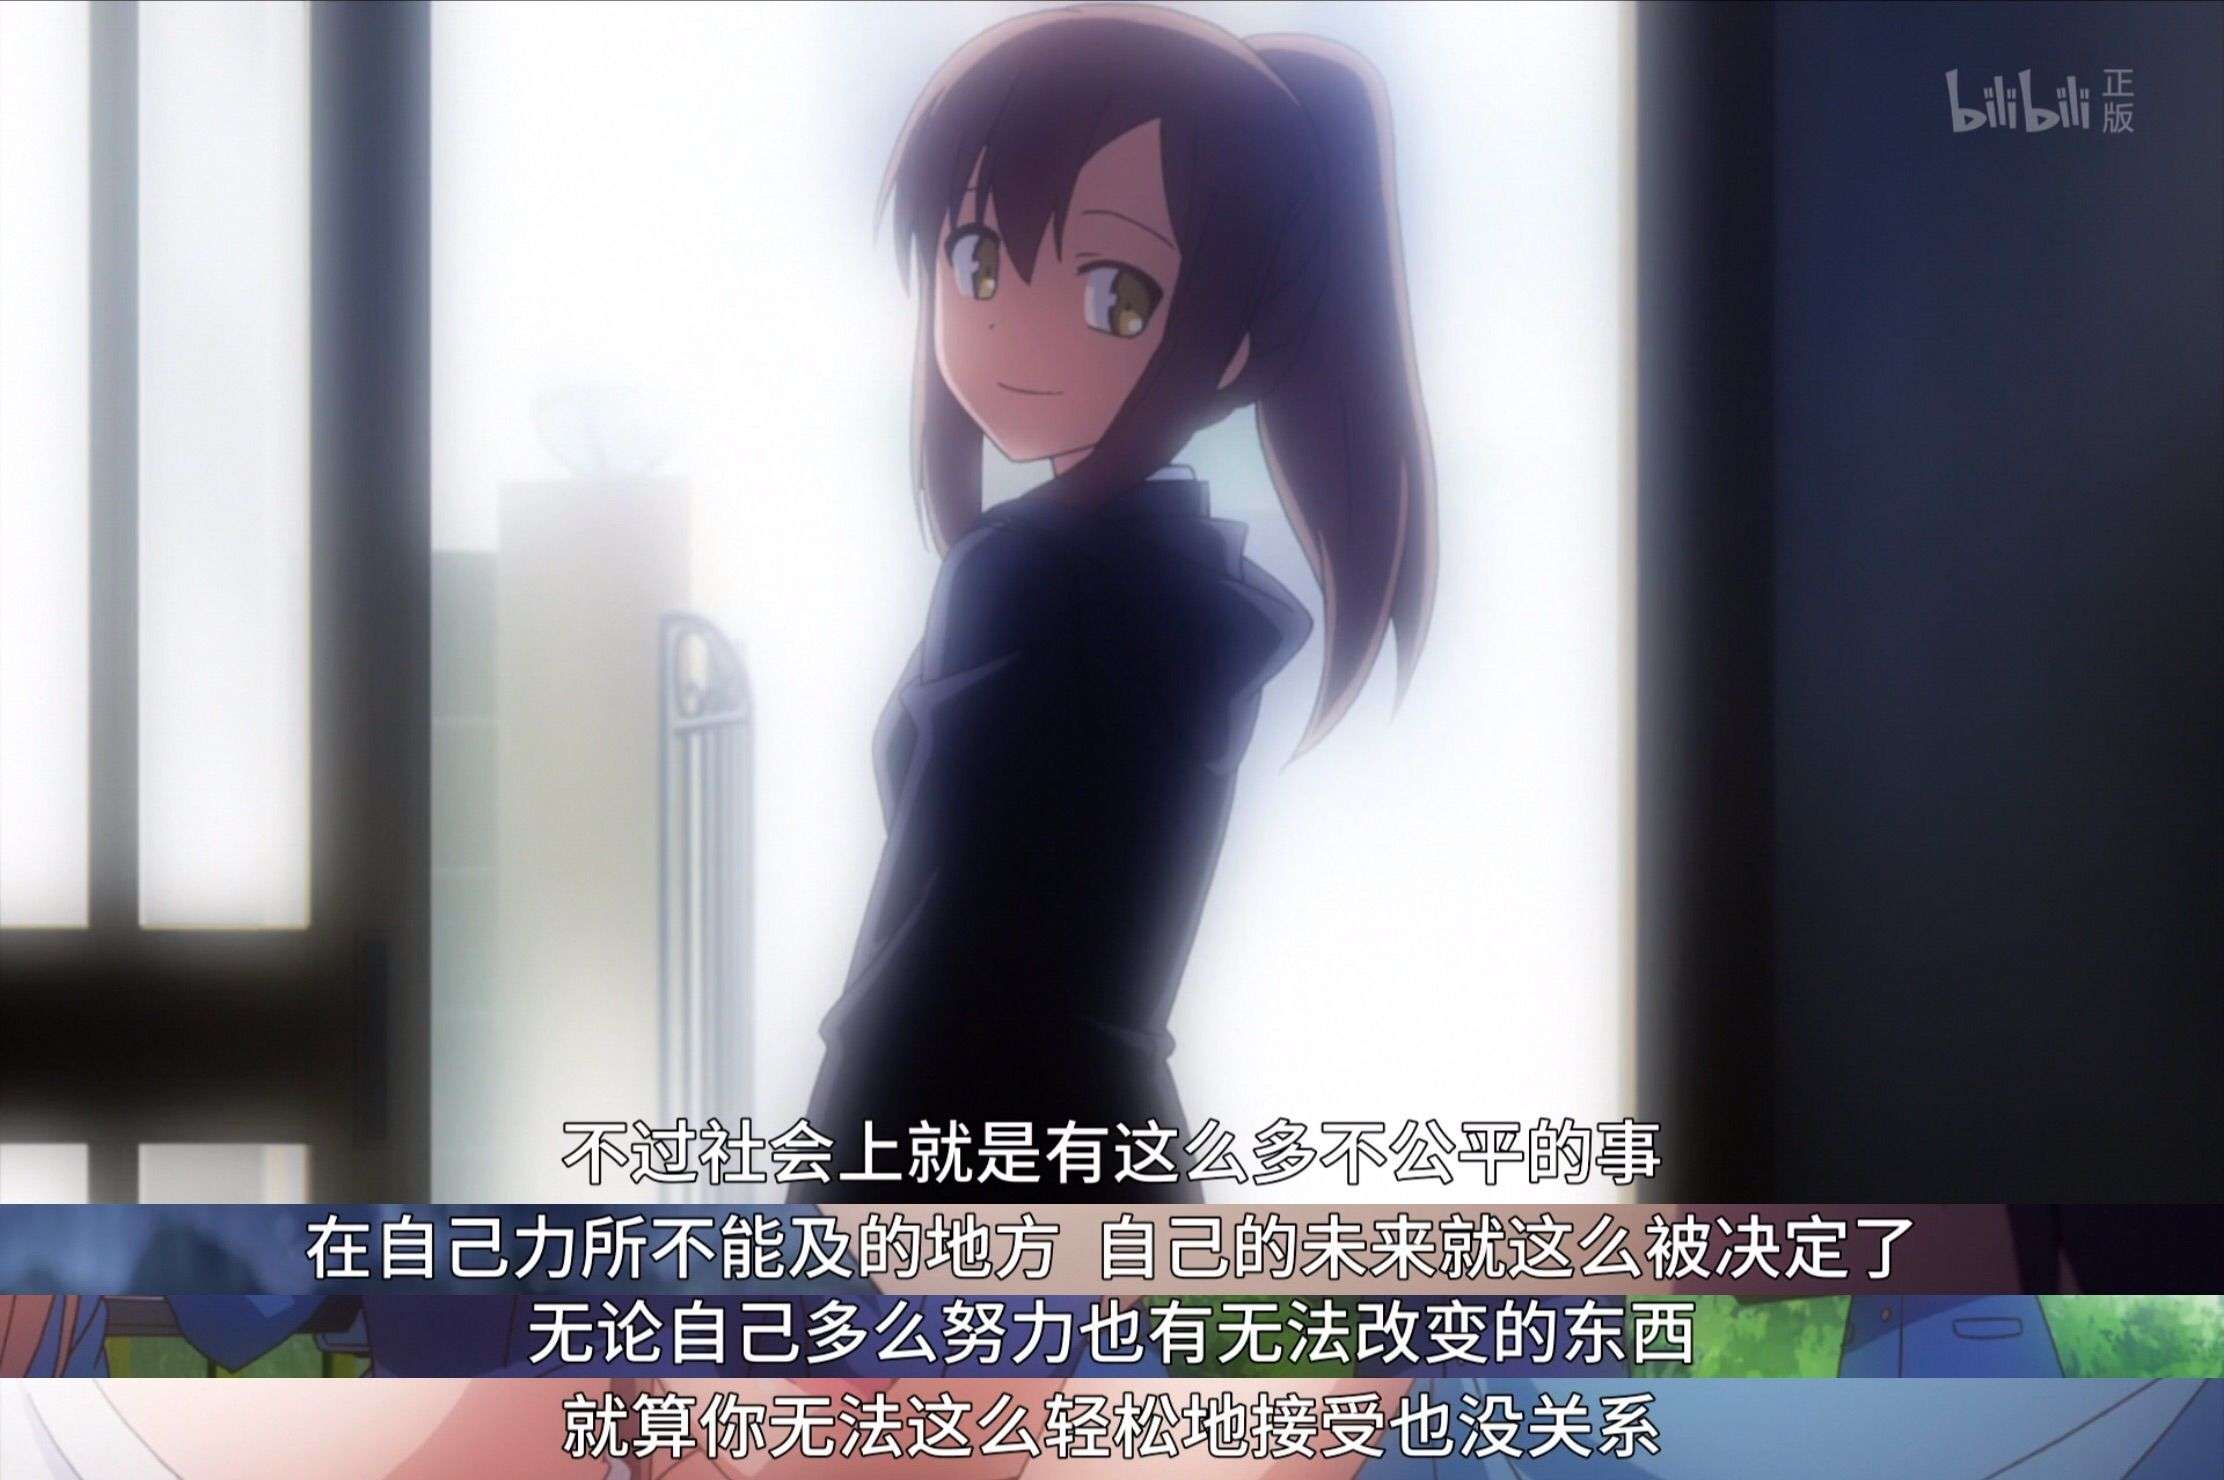 bilibili 正版
不过社会上就是有这么多不公平的事
在自己力所不能及的地方 自己的未来就这么被决定了
无论自己多么努力也有无法改变的东西
就算你无法这么轻松地接受也没关系